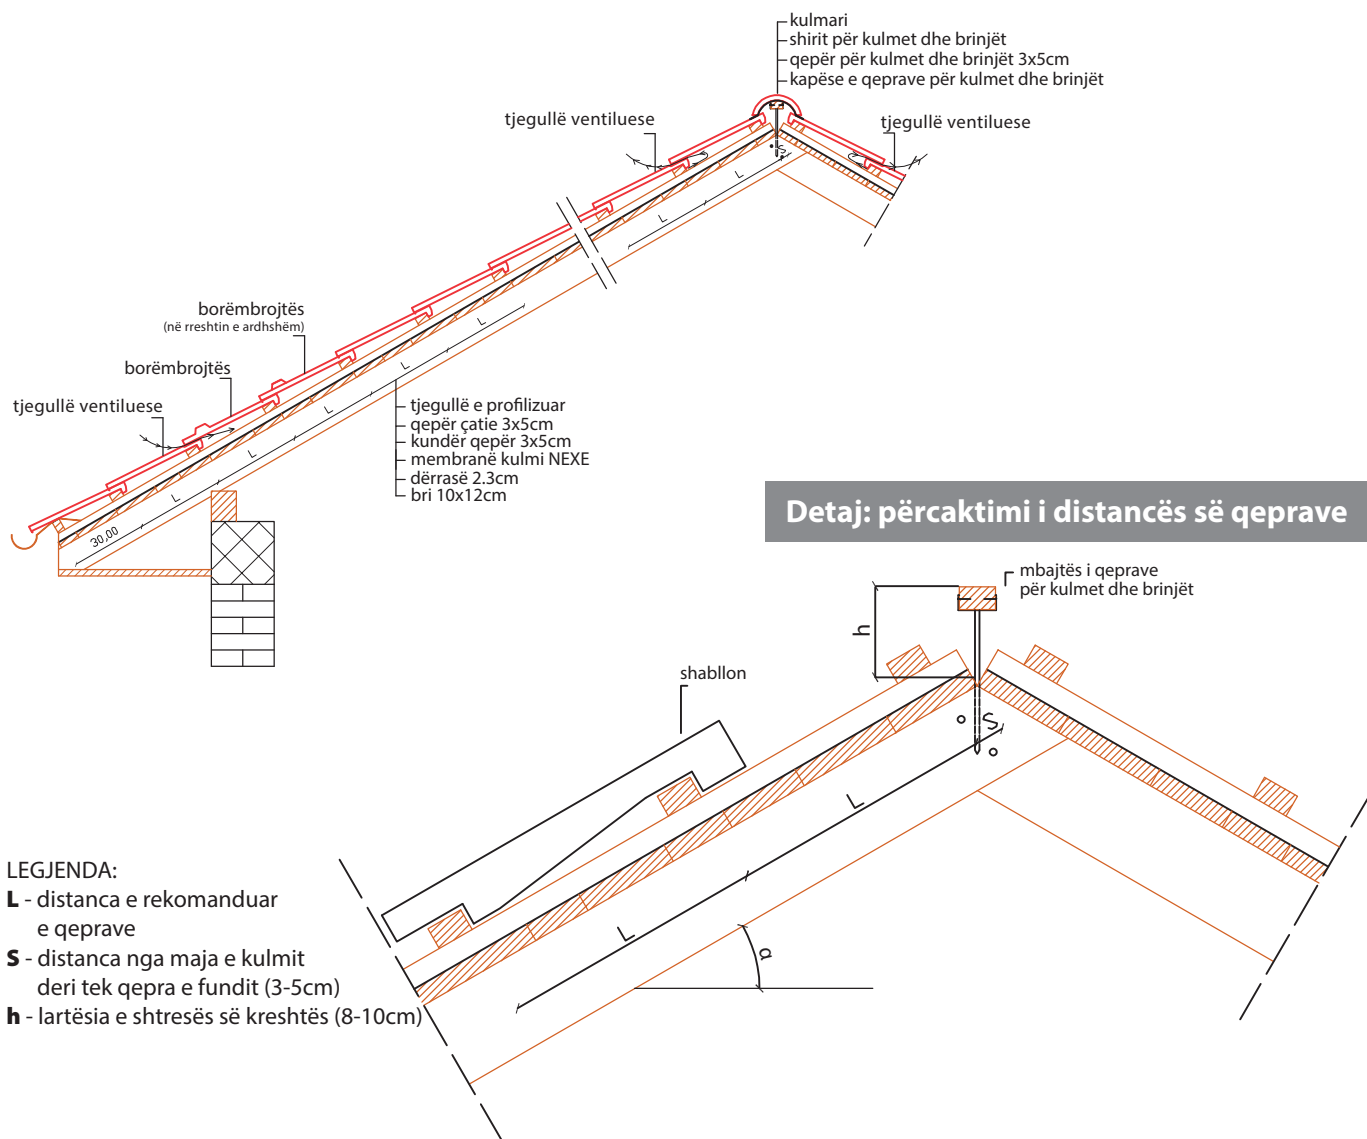 kulmari
shirit për kulmet dhe brinjët
qepër për kulmet dhe brinjët 3x5cm
kapëse e qeprave për kulmet dhe brinjët
tjegullë ventiluese
tjegullë ventiluese
S
L
L
borëmbrojtës
(në rreshtin e ardhshëm)
borëmbrojtës
tjegullë ventiluese
L
L
L
L
L
30,00
tjegullë e profilizuar
qepër çatie 3x5cm
kundër qepër 3x5cm
membranë kulmi NEXE
dërrasë 2.3cm
bri 10x12cm
Detaj: përcaktimi i distancës së qeprave
mbajtës i qeprave
për kulmet dhe brinjët
h
shabllon
S
L
L
α
LEGJENDA:
L - distanca e rekomanduar
e qeprave
S - distanca nga maja e kulmit
deri tek qepra e fundit (3-5cm)
h - lartësia e shtresës së kreshtës (8-10cm)